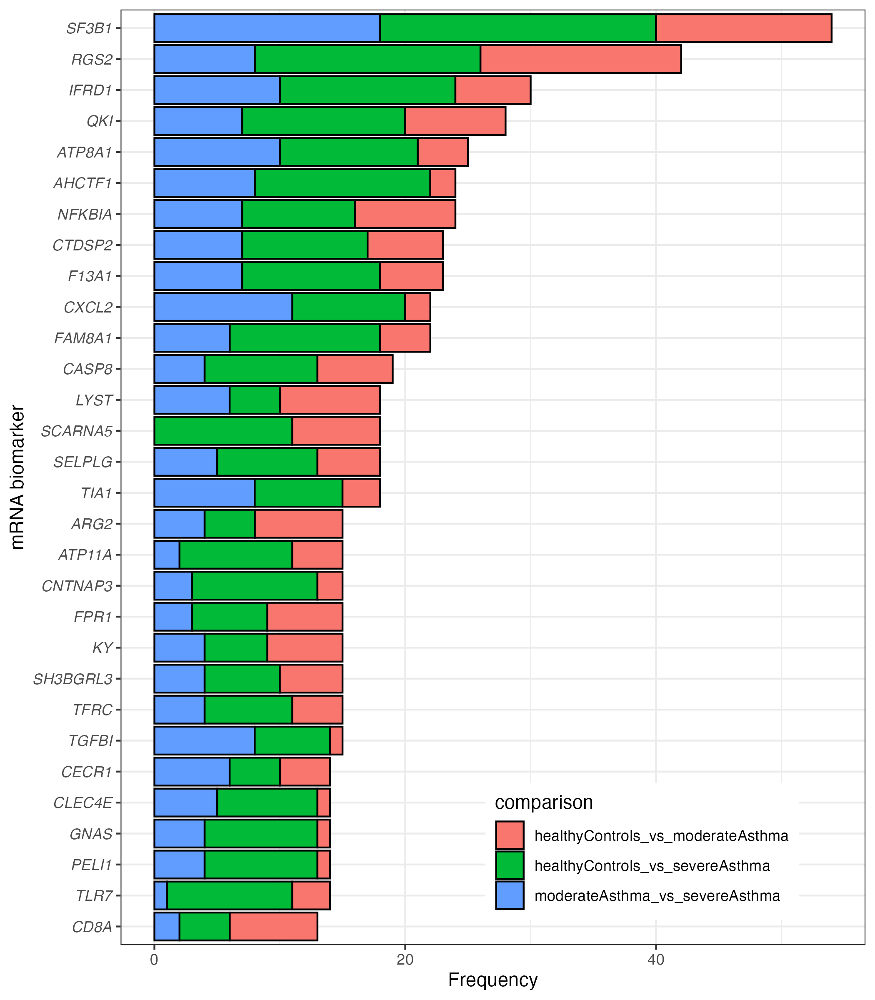 SF3B1
RGS2
IFRD1
QKI
ATP8A1
AHCTF1
NFKBIA
CTDSP2
F13A1
CXCL2
FAM8A1
CASP8
LYST
SCARNA5
SELPLG
TIA1
ARG2
ATP11A
CNTNAP3
FPR1
KY
SH3BGRL3
TFRC
TGFBI
CECR1
CLEC4E
GNAS
PELI1
TLR7
CD8A
mRNA biomarker
comparison
healthyControls_vs_moderateAsthma
healthyControls_vs_severeAsthma
moderateAsthma_vs_severeAsthma
0 20 40
Frequency